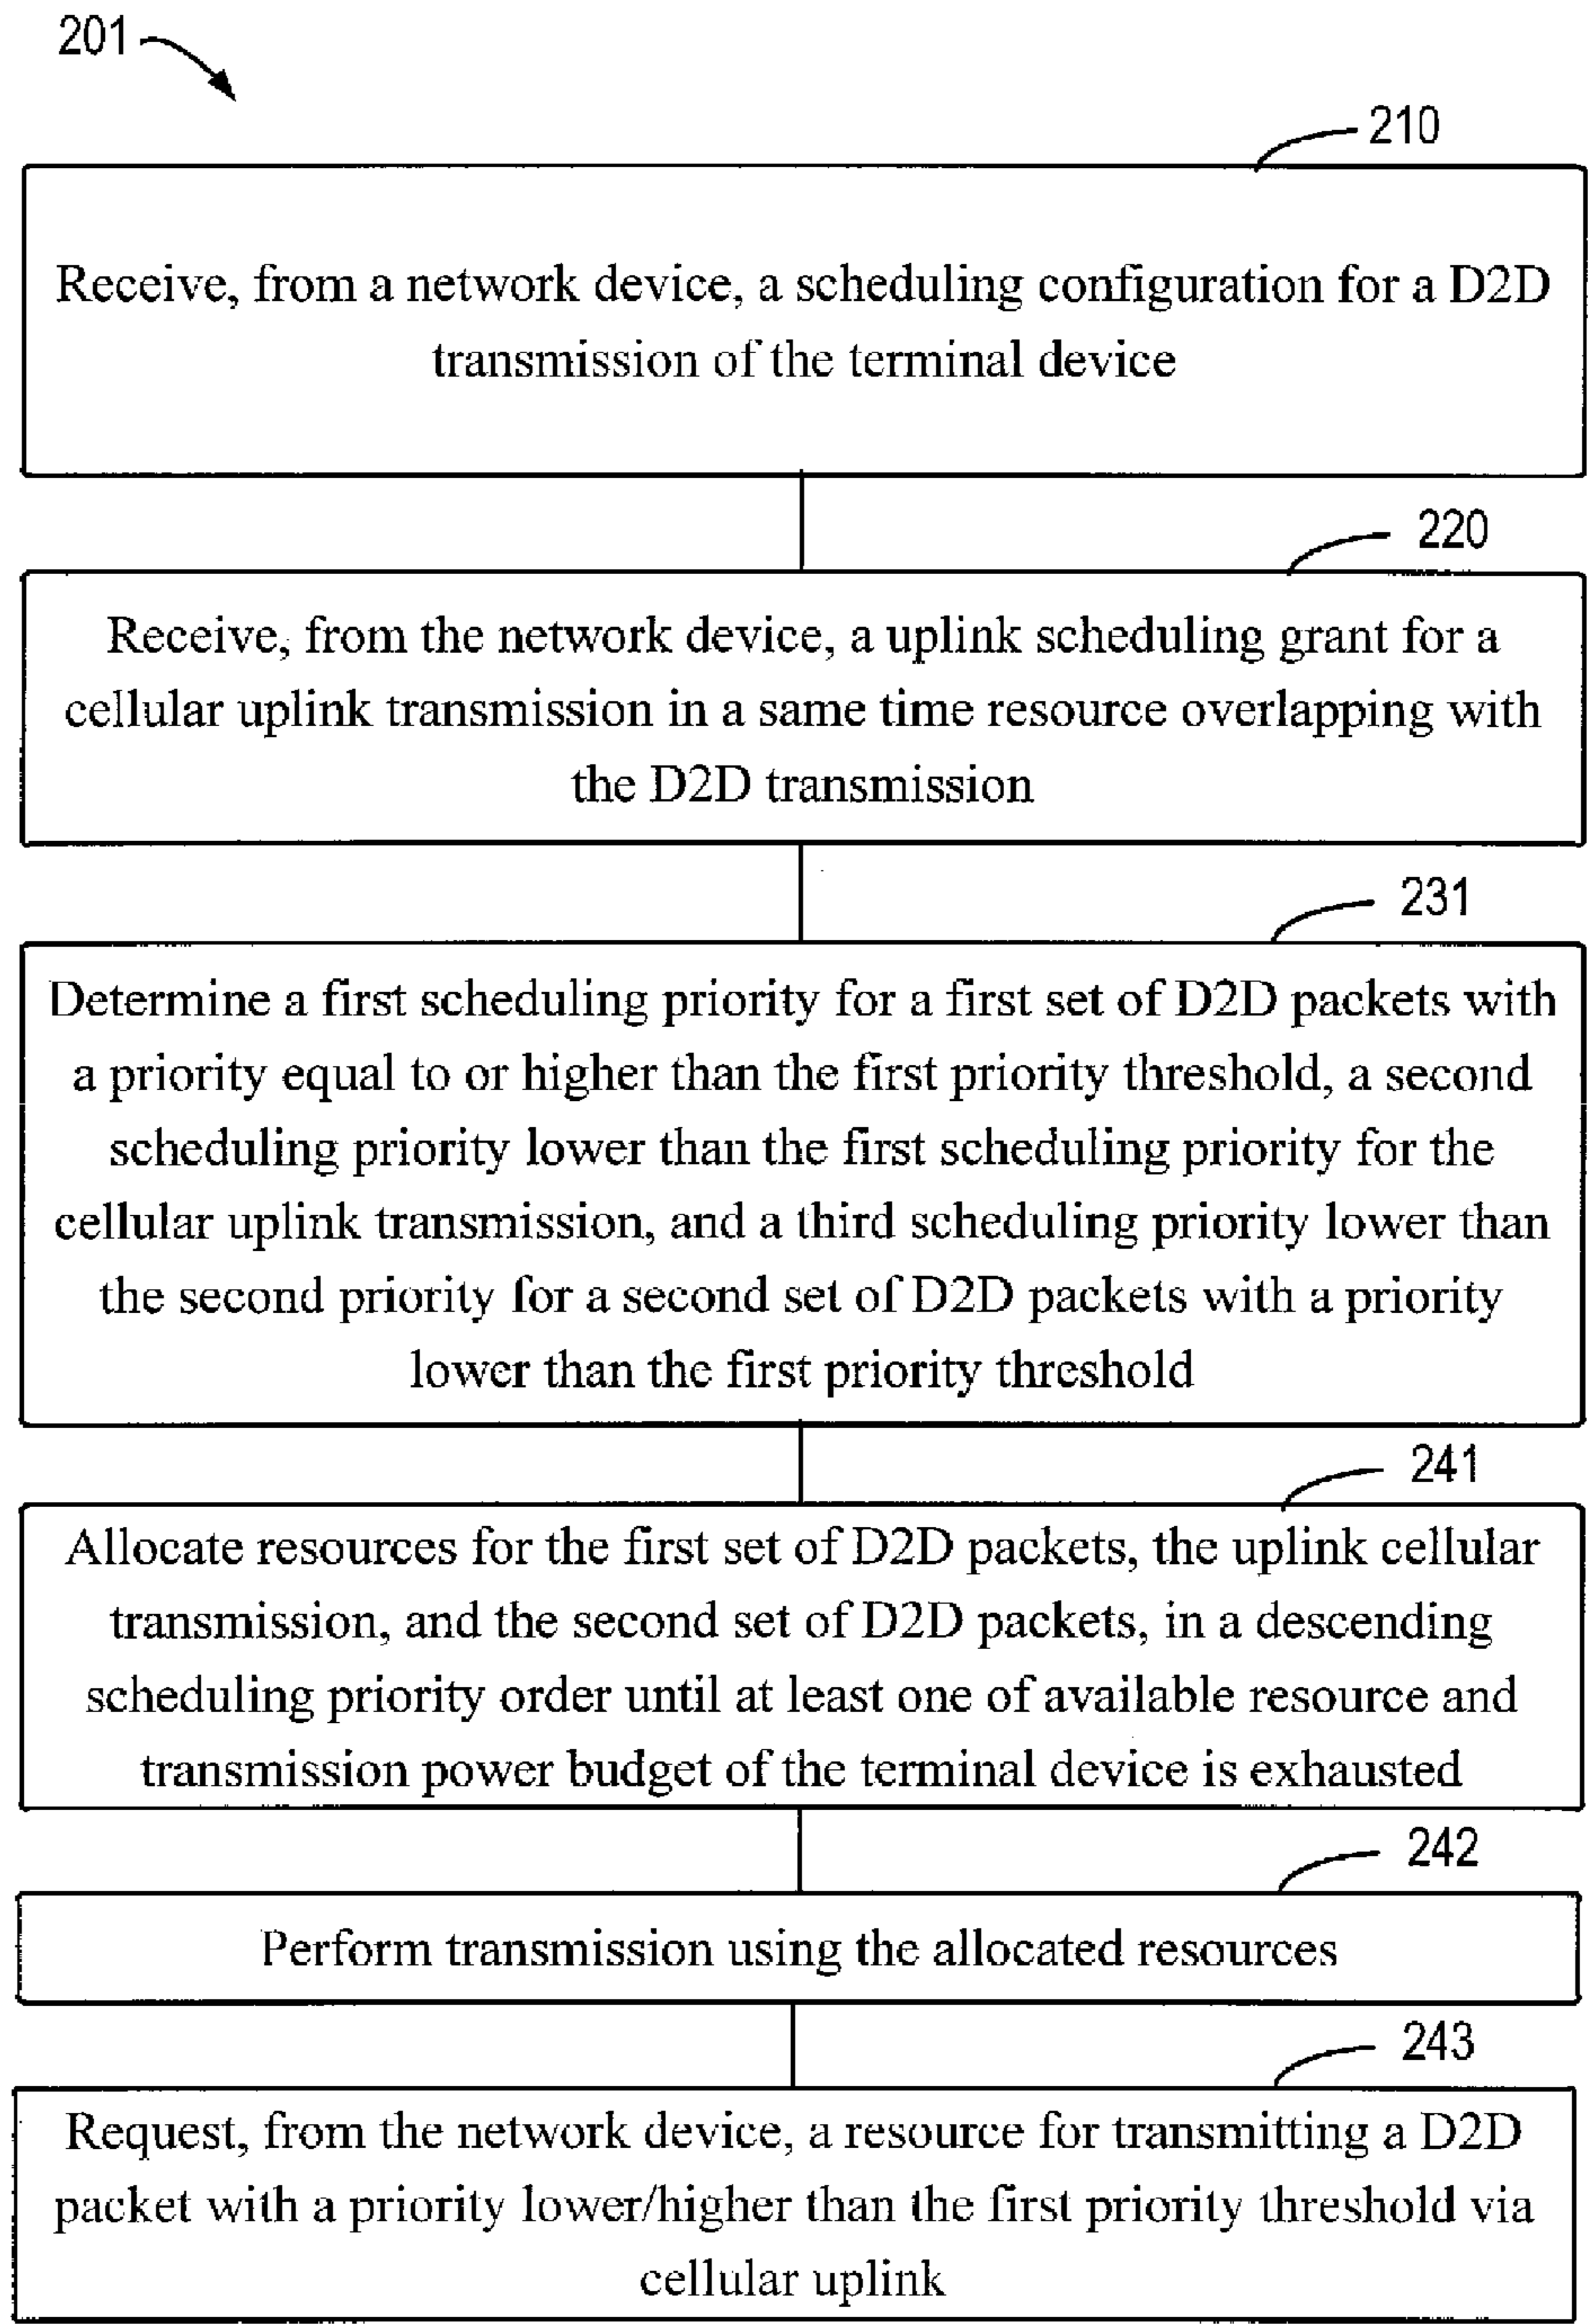 201
210
Receive, from a network device, a scheduling configuration for a D2D
transmission of the terminal device
220
Receive, from the network device, a uplink scheduling grant for a
cellular uplink transmission in a same time resource overlapping with
the D2D transmission
231
Determine a first scheduling priority for a first set of D2D packets with
a priority equal to or higher than the first priority threshold, a second
scheduling priority lower than the first scheduling priority for the
cellular uplink transmission, and a third scheduling priority lower than
the second priority for a second set of D2D packets with a priority
lower than the first priority threshold
241
Allocate resources for the first set of D2D packets, the uplink cellular
transmission, and the second set of D2D packets, in a descending
scheduling priority order until at least one of available resource and
transmission power budget of the terminal device is exhausted
242
Perform transmission using the allocated resources
243
Request, from the network device, a resource for transmitting a D2D
packet with a priority lower/higher than the first priority threshold via
cellular uplink